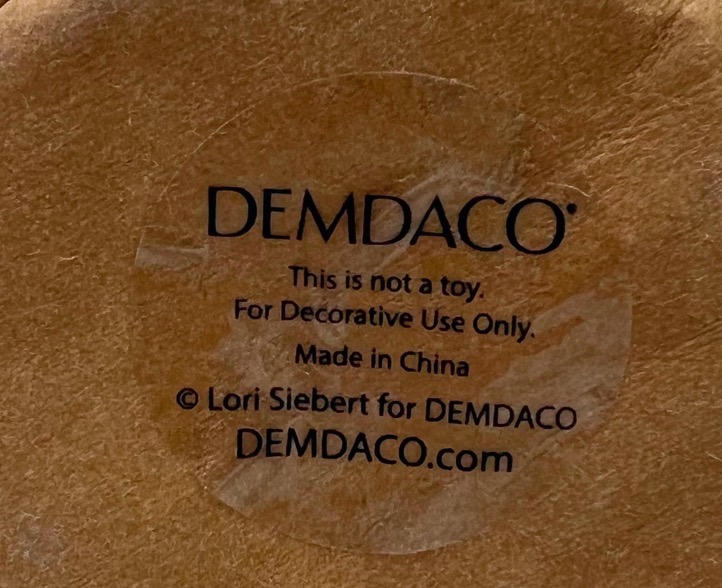 DEMDACO®
This is not a toy.
For Decorative Use Only.
Made in China
© Lori Siebert for DEMDACO
DEMDACO.com